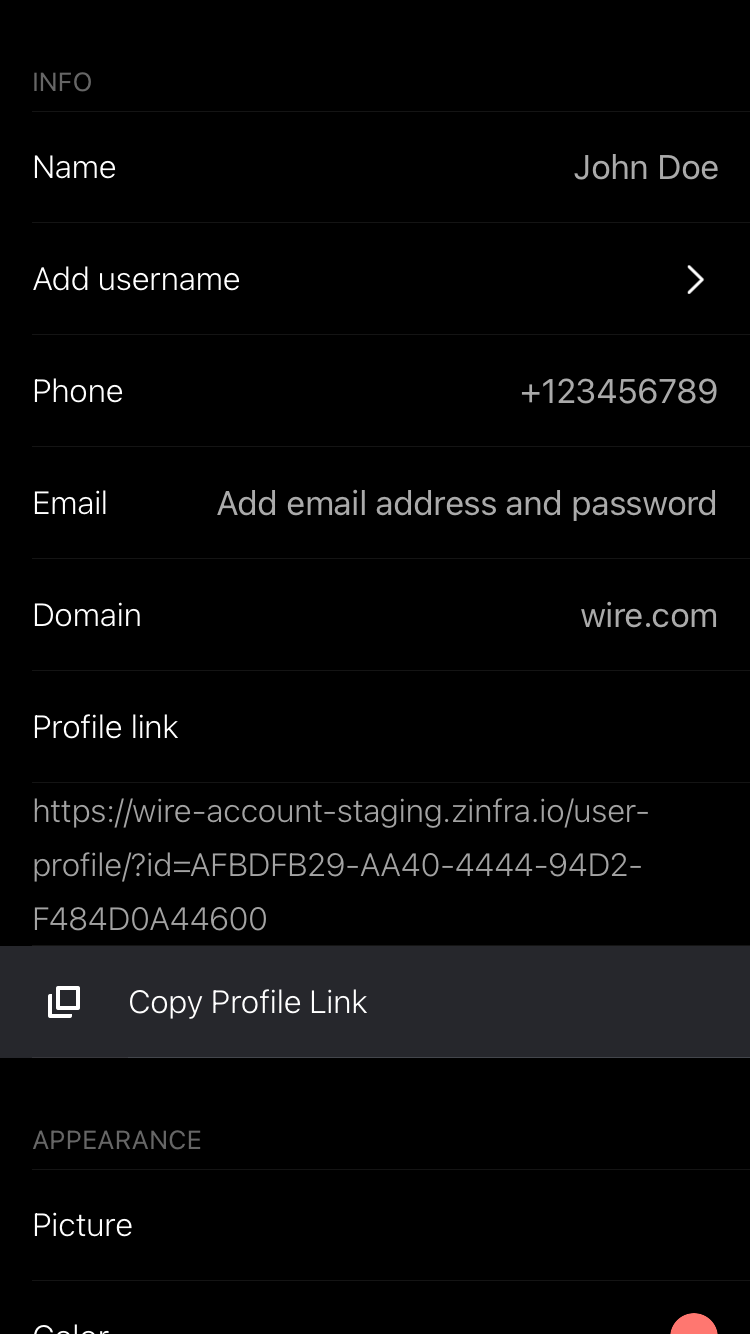 INFO
Name John Doe
Add username
Phone +123456789
Email Add email address and password
Domain wire.com
Profile link
https://wire-account-staging.zinfra.io/user-
profile/?id=AFBDFB29-AA40-4444-94D2-
F484D0A44600
Copy Profile Link
APPEARANCE
Picture
Color